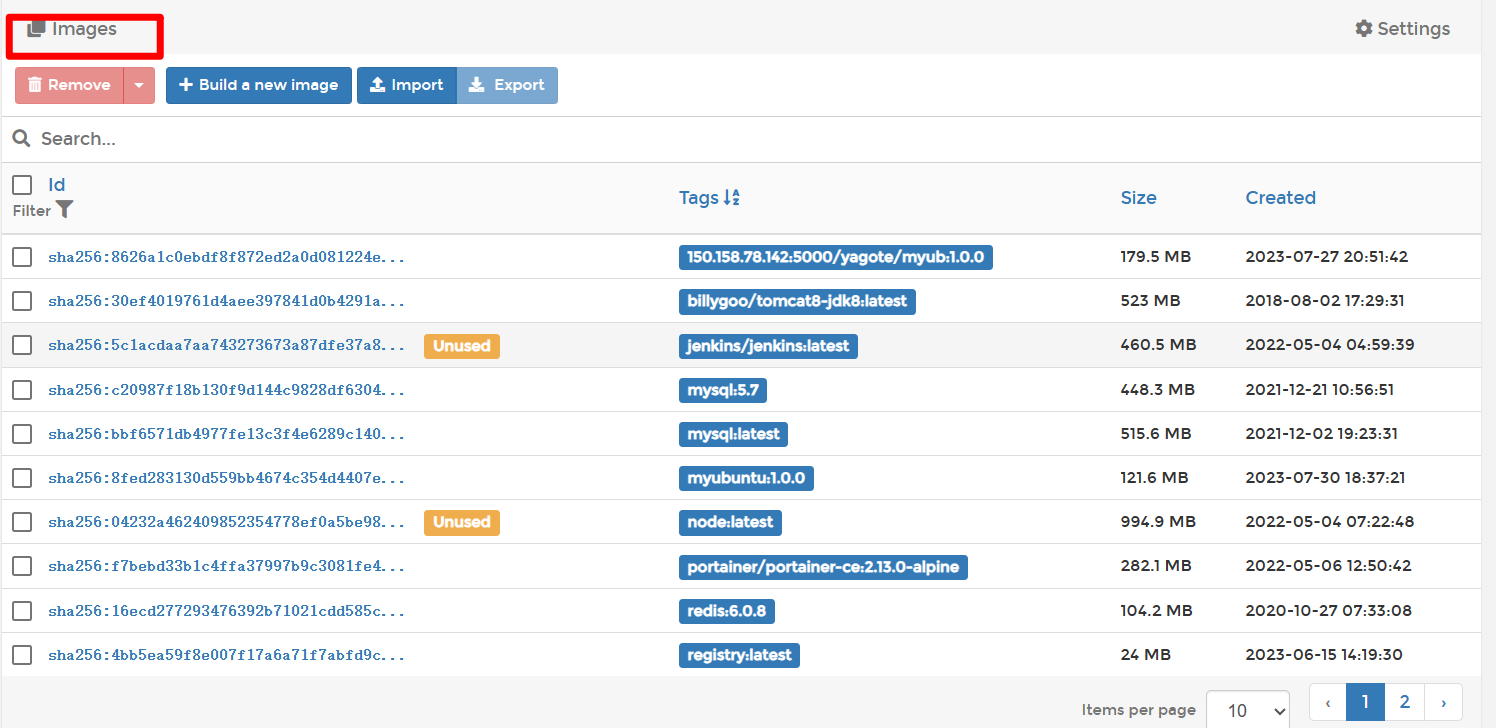 Images Settings
Remove Build a new image Import Export
Search...
Id Tags Size Created
Filter
sha256:8626a1c0ebdf8f872ed2a0d081224e... 150.158.78.142:5000/yagote/myub:1.0.0 179.5 MB 2023-07-27 20:51:42
sha256:30ef4019761d4aee397841d0b4291a... billygoo/tomcat8-jdk8:latest 523 MB 2018-08-02 17:29:31
sha256:5c1acdaa7aa743273673a87dfe37a8... Unused jenkins/jenkins:latest 460.5 MB 2022-05-04 04:59:39
sha256:c20987f18b130f9d144c9828df6304... mysql:5.7 448.3 MB 2021-12-21 10:56:51
sha256:bbf6571db4977fe13c3f4e6289c140... mysql:latest 515.6 MB 2021-12-02 19:23:31
sha256:8fed283130d559bb4674c354d4407e... myubuntu:1.0.0 121.6 MB 2023-07-30 18:37:21
sha256:04232a462409852354778ef0a5be98... Unused node:latest 994.9 MB 2022-05-04 07:22:48
sha256:f7bebd33b1c4ffa37997b9c3081fe4... portainer/portainer-ce:2.13.0-alpine 282.1 MB 2022-05-06 12:50:42
sha256:16ecd277293476392b71021cdd585c... redis:6.0.8 104.2 MB 2020-10-27 07:33:08
sha256:4bb5ea59f8e007f17a6a71f7abfd9c... registry:latest 24 MB 2023-06-15 14:19:30
Items per page 10 ‹ 1 2 ›